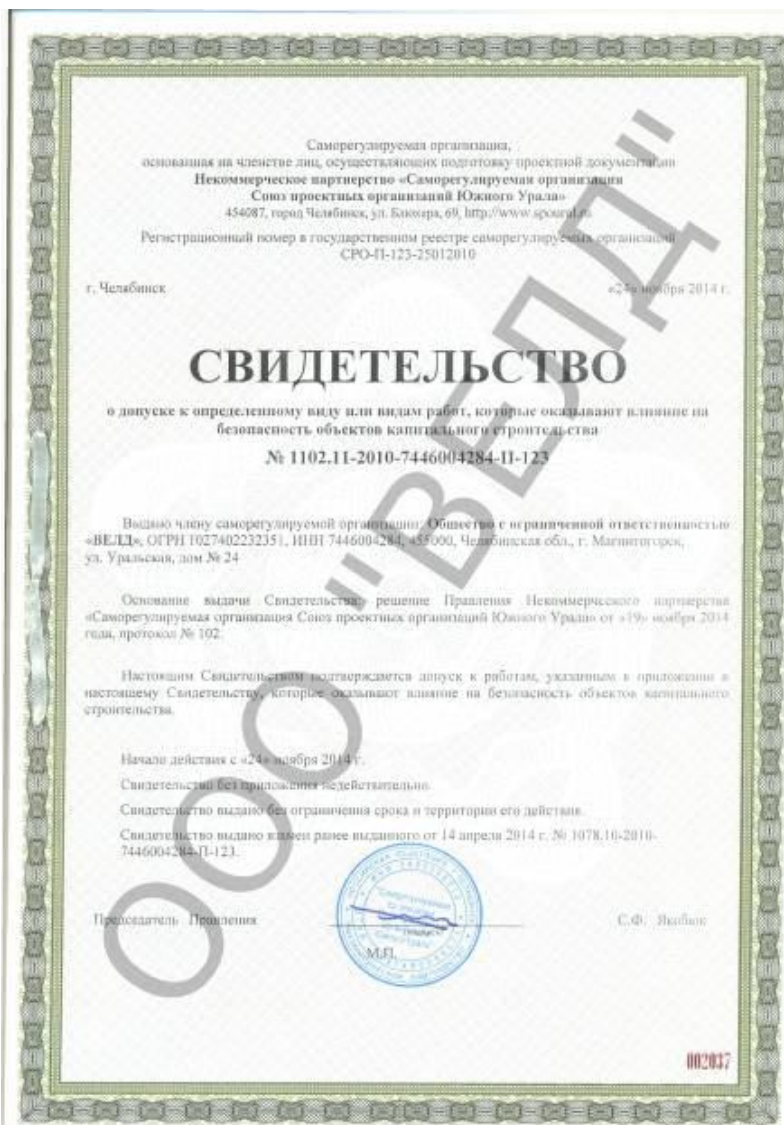 Саморегулируемая организация,
основанная на членстве лиц, осуществляющих подготовку проектной документации
Некоммерческое партнерство «Саморегулируемая организация
Союз проектных организаций Южного Урала»
454087, город Челябинск, ул. Блюхера, 69, http://www.spoural.ru
Регистрационный номер в государственном реестре саморегулируемых организаций
СРО-П-123-25012010
г. Челябинск «24» ноября 2014 г.
СВИДЕТЕЛЬСТВО
о допуске к определенному виду или видам работ, которые оказывают влияние на
безопасность объектов капитального строительства
№ 1102.11-2010-7446004284-П-123
Выдано члену саморегулируемой организации: Общество с ограниченной ответственностью
«ВЕЛД», ОГРН 102740232351, ИНН 7446004284, 455000, Челябинская обл., г. Магнитогорск,
ул. Уральская, дом № 24
Основание выдачи Свидетельства: решение Правления Некоммерческого партнерства
«Саморегулируемая организация Союз проектных организаций Южного Урала» от «19» ноября 2014
года, протокол № 102
Настоящим Свидетельством подтверждается допуск к работам, указанным в приложении к
настоящему Свидетельству, которые оказывают влияние на безопасность объектов капитального
строительства.
Начало действия с «24» ноября 2014 г.
Свидетельство без приложения недействительно.
Свидетельство выдано без ограничения срока и территории его действия.
Свидетельство выдано взамен ранее выданного от 14 апреля 2014 г. № 1078.10-2010-
7446004284-П-123.
Председатель Правления С.Ф.
М.П.
002037
ООО "ВЕЛД"